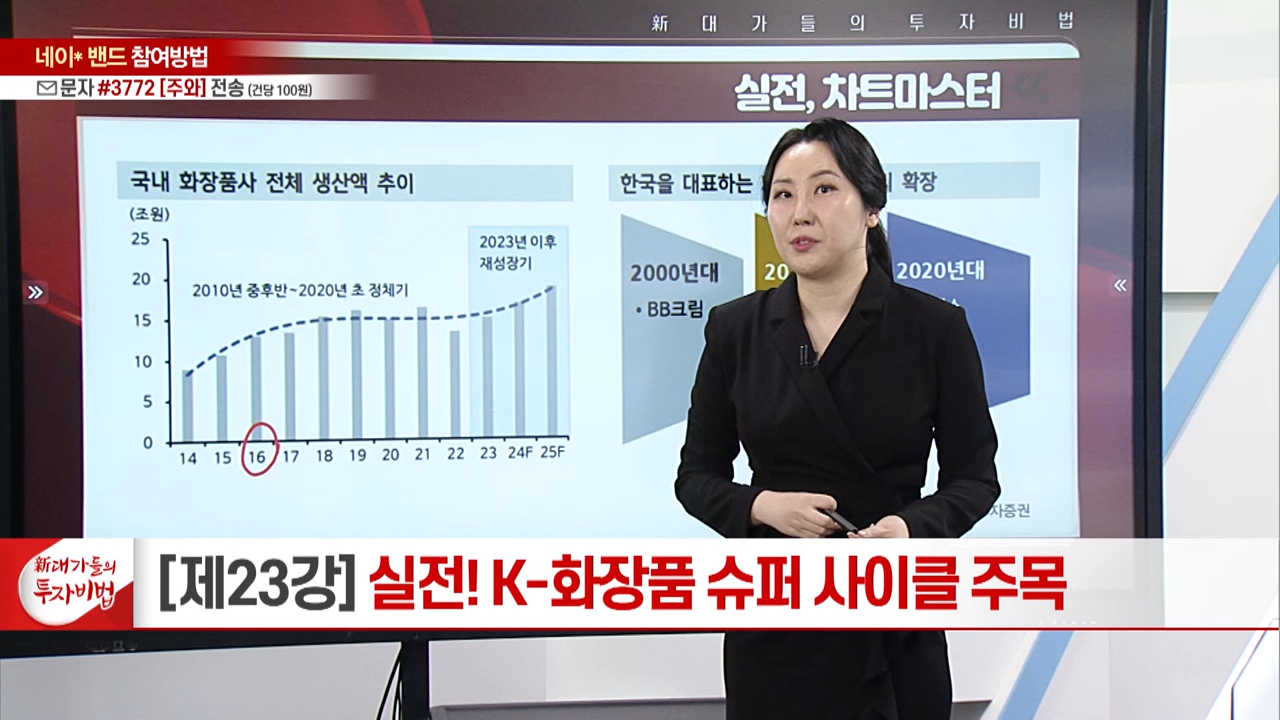 新 대 가 들 의 투 자 비 법
네이* 밴드 참여방법
문자 #3772 [주와] 전송 (건당 100원)
실전, 차트마스터
국내 화장품사 전체 생산액 추이
(조원)
25
20
15
10
5
0
2023년 이후
재성장기
2010년 중후반~2020년 초 정체기
14 15 16 17 18 19 20 21 22 23 24F 25F
한국을 대표하는 확장
2000년대
• BB크림
20
2020년대
자증권
新대가들의
투자비법
[제23강] 실전! K-화장품 슈퍼 사이클 주목